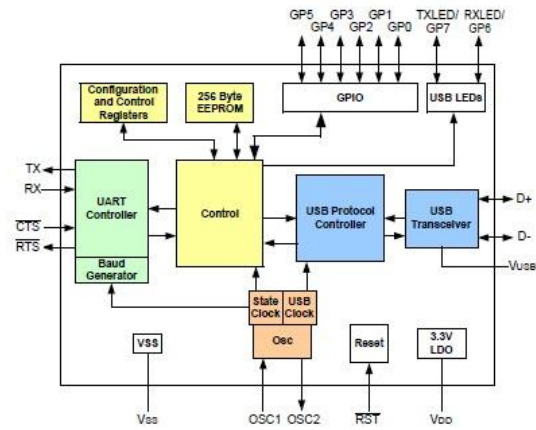 GP5 GP3 GP1 TXLED/ RXLED/
GP4 GP2 GP0 GP7 GP6
Configuration
and Control
Registers
256 Byte
EEPROM
GPIO
USB LEDs
TX
RX
CTS
RTS
UART
Controller
Baud
Generator
Control
USB Protocol
Controller
USB
Transceiver
D+
D-
VUSB
State
Clock
USB
Clock
Osc
VSS
Reset
3.3V
LDO
VSS
OSC1 OSC2
RST
VDD